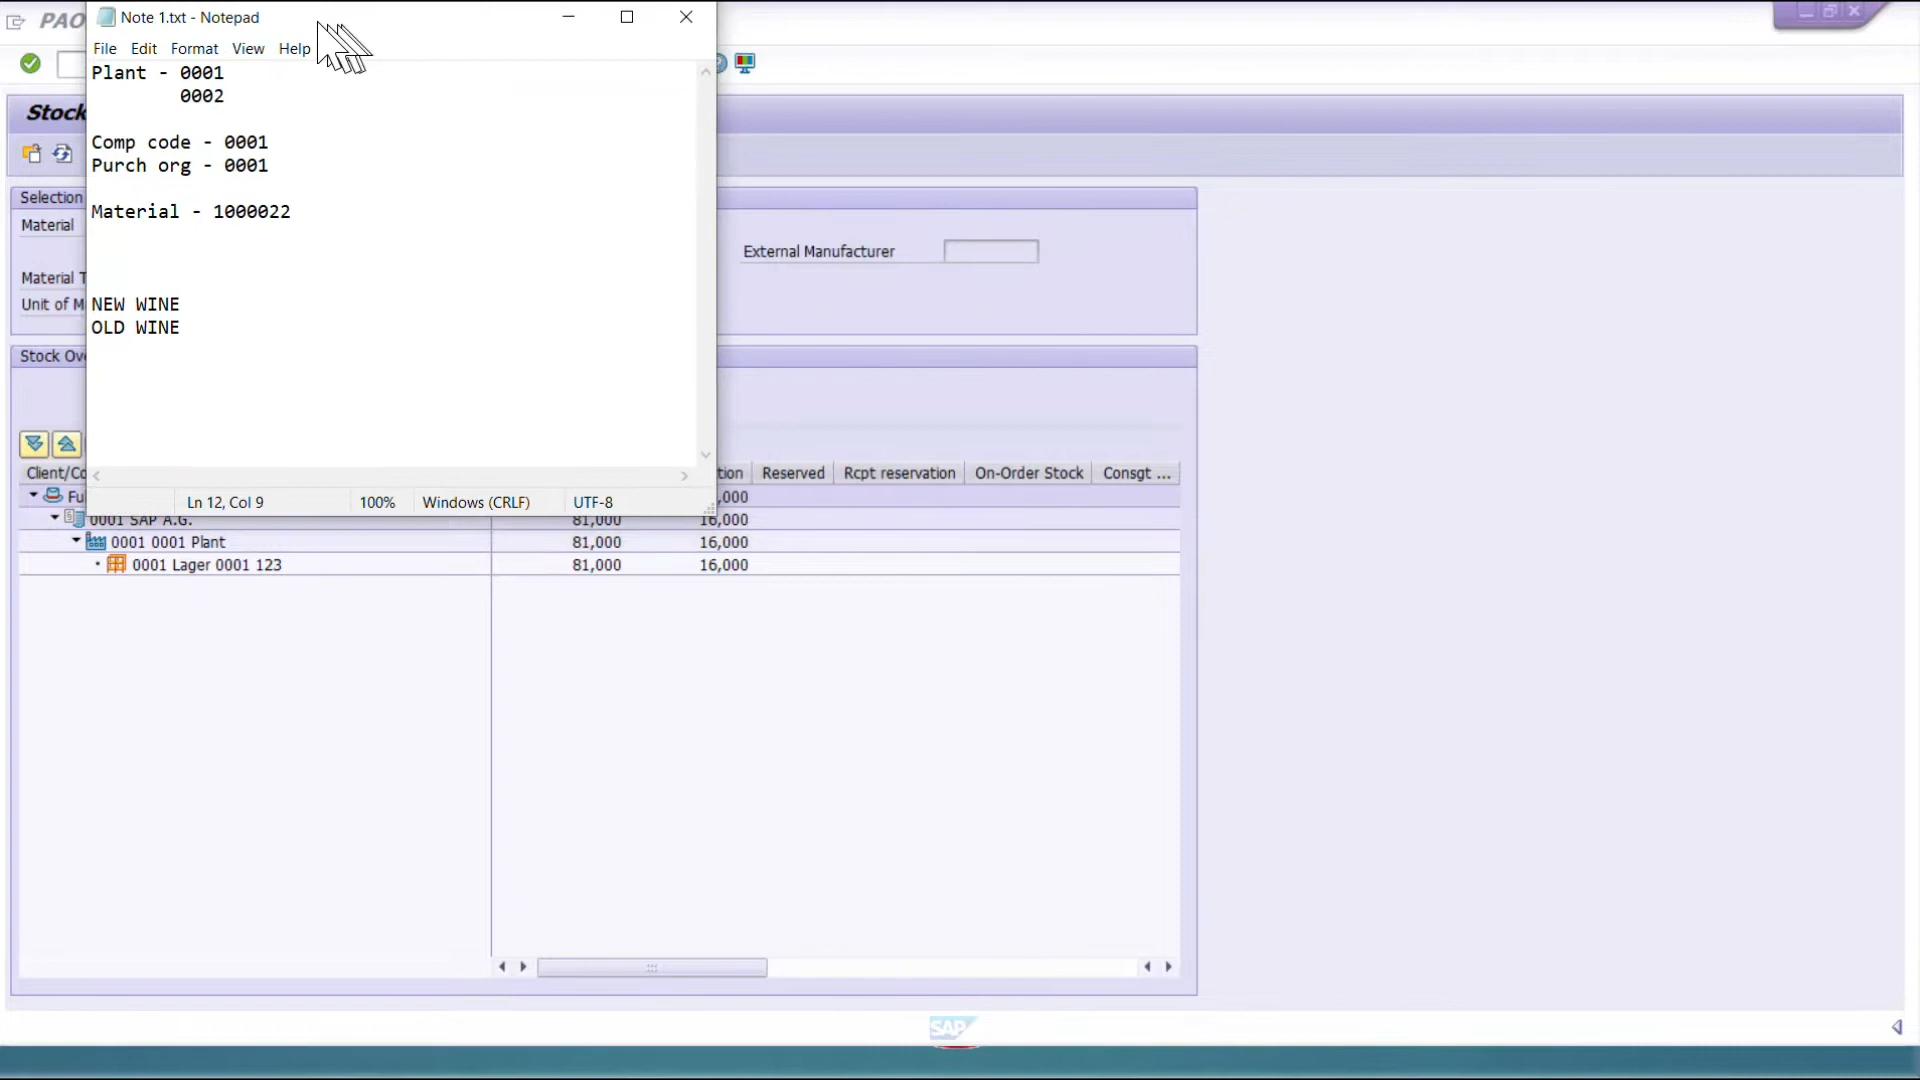 PAO
Note 1.txt - Notepad
File Edit Format View Help
Plant - 0001
0002
Comp code - 0001
Purch org - 0001
Material - 1000022
NEW WINE
OLD WINE
Ln 12, Col 9 100% Windows (CRLF) UTF-8
Stock
Selection
Material
External Manufacturer
Material T
Unit of M
Stock Ov
Client/Co tion Reserved Rcpt reservation On-Order Stock Consgt ...
Ful ,000
0001 SAP A.G. 81,000 16,000
0001 0001 Plant 81,000 16,000
0001 Lager 0001 123 81,000 16,000
SAP